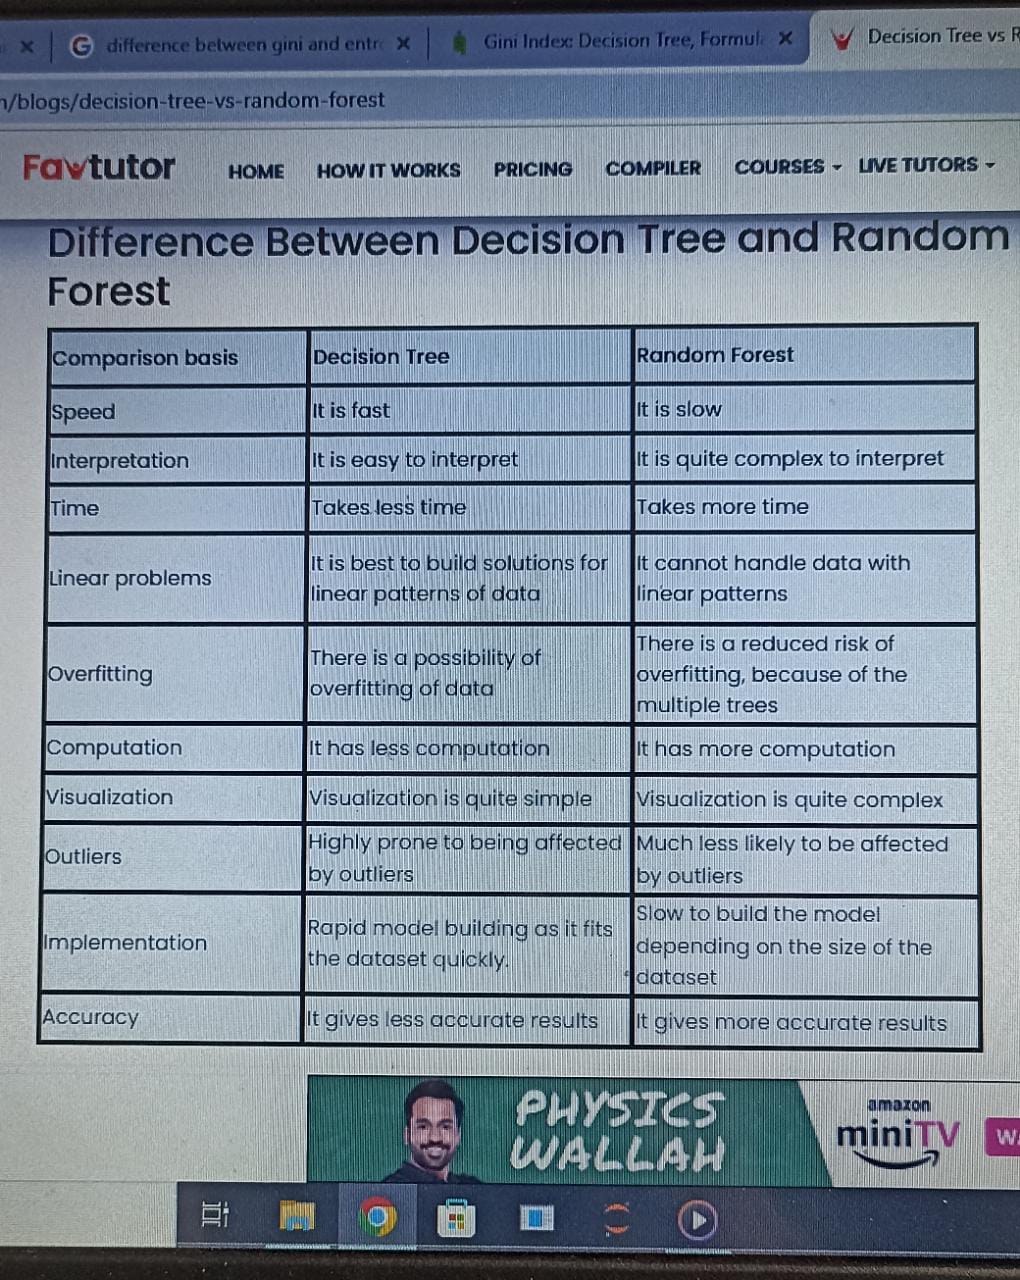 difference between gini and entr
Gini Index: Decision Tree, Formul
Decision Tree vs R
/blogs/decision-tree-vs-random-forest
Favtutor HOME HOW IT WORKS PRICING COMPILER COURSES LIVE TUTORS
Difference Between Decision Tree and Random
Forest
Comparison basis Decision Tree Random Forest
Speed It is fast It is slow
Interpretation It is easy to interpret It is quite complex to interpret
Time Takes less time Takes more time
Linear problems
It is best to build solutions for
linear patterns of data
It cannot handle data with
linear patterns
Overfitting
There is a possibility of
overfitting of data
There is a reduced risk of
overfitting, because of the
multiple trees
Computation It has less computation It has more computation
Visualization Visualization is quite simple Visualization is quite complex
Outliers
Highly prone to being affected
by outliers
Much less likely to be affected
by outliers
Implementation
Rapid model building as it fits
the dataset quickly.
Slow to build the model
depending on the size of the
dataset
Accuracy It gives less accurate results It gives more accurate results
PHYSICS
WALLAH
amazon
miniTV